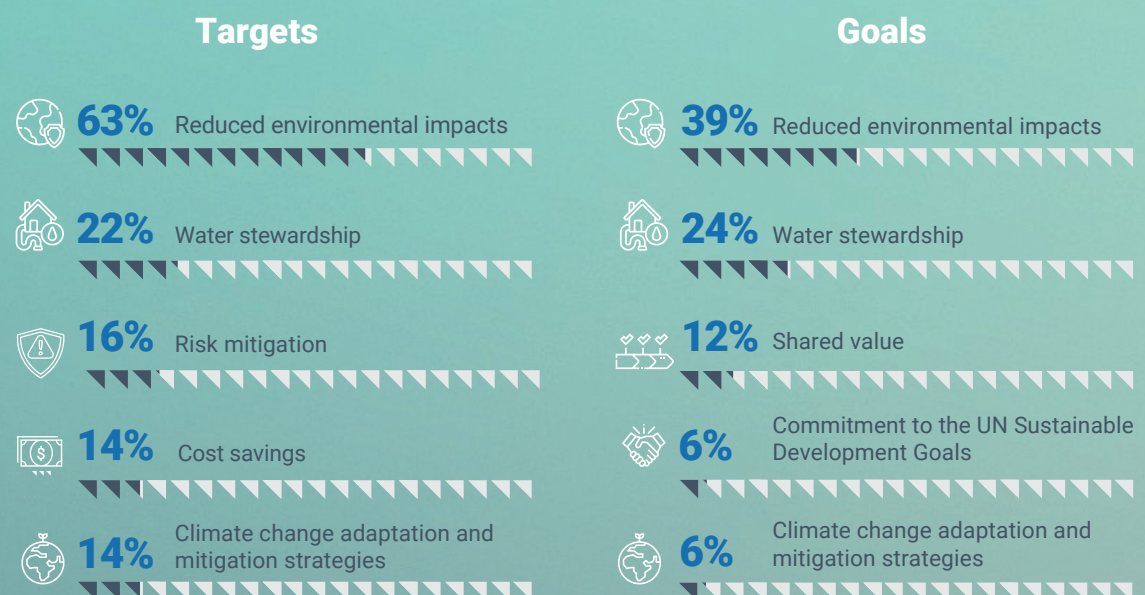 Targets
63% Reduced environmental impacts
22% Water stewardship
16% Risk mitigation
14% Cost savings
14% Climate change adaptation and
mitigation strategies
Goals
39% Reduced environmental impacts
24% Water stewardship
12% Shared value
6% Commitment to the UN Sustainable
Development Goals
6% Climate change adaptation and
mitigation strategies